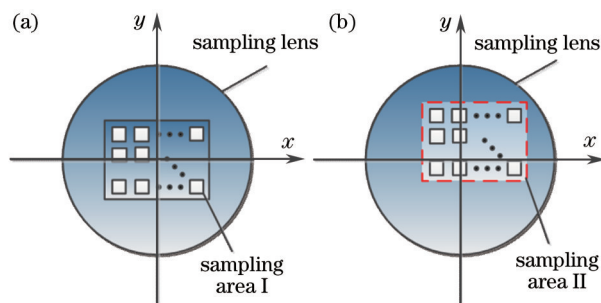 (a)
y
sampling lens
x
sampling
area I
(b)
y
sampling lens
x
sampling
area II